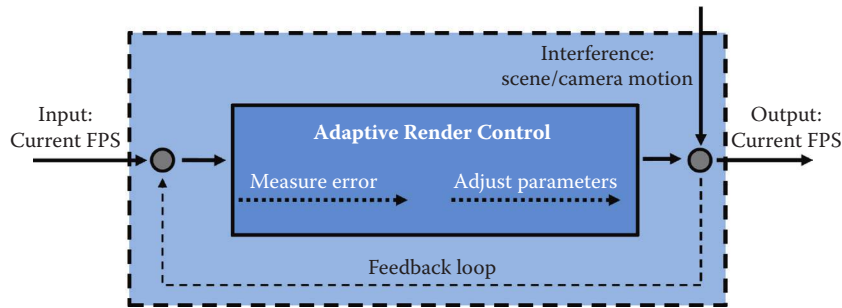 Interference:
scene/camera motion
Input:
Current FPS
Output:
Current FPS
Adaptive Render Control
Measure error
Adjust parameters
Feedback loop